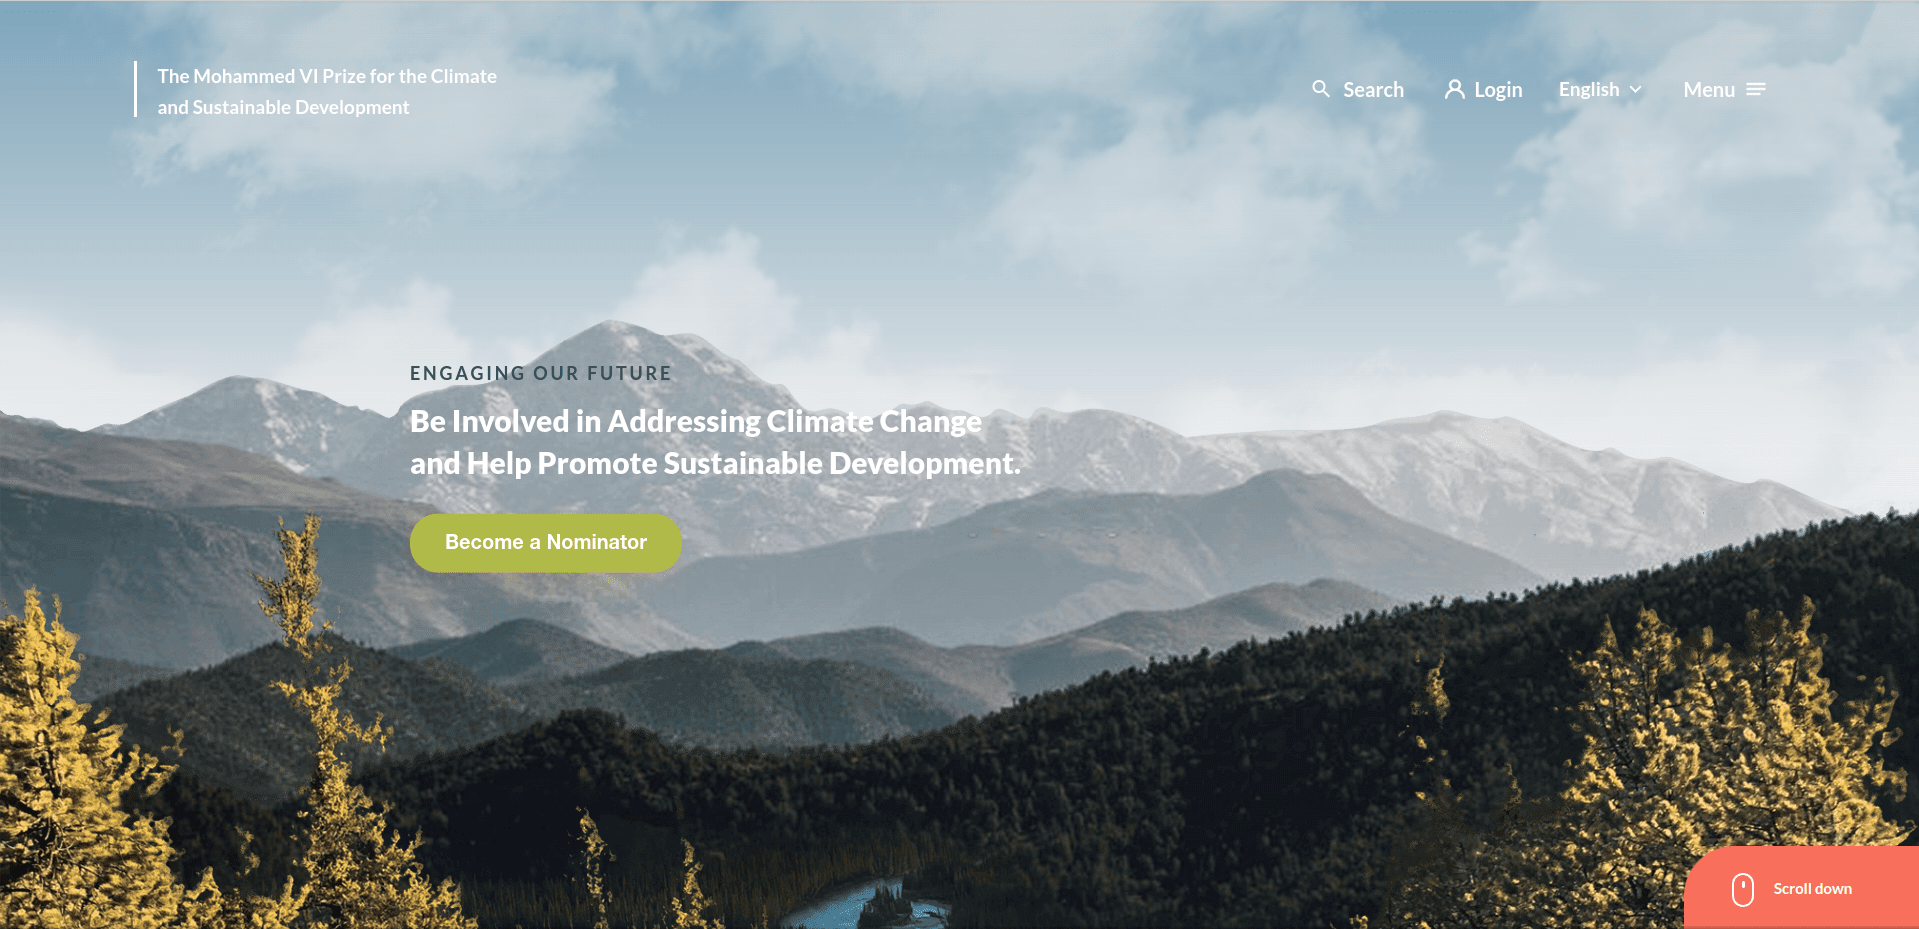 The Mohammed VI Prize for the Climate
and Sustainable Development
Search
Login
English
Menu
ENGAGING OUR FUTURE
Be Involved in Addressing Climate Change
and Help Promote Sustainable Development.
Become a Nominator
Scroll down